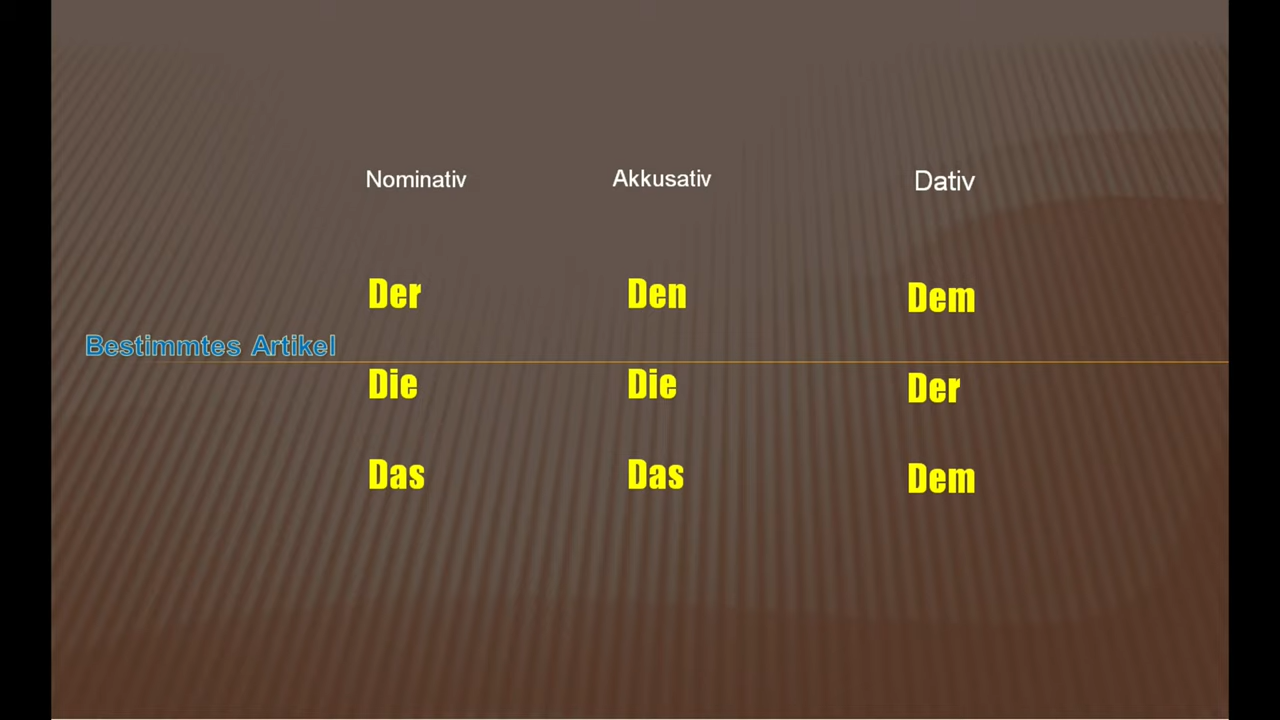 Nominativ Akkusativ Dativ
Der Den Dem
Bestimmtes Artikel
Die Die Der
Das Das Dem